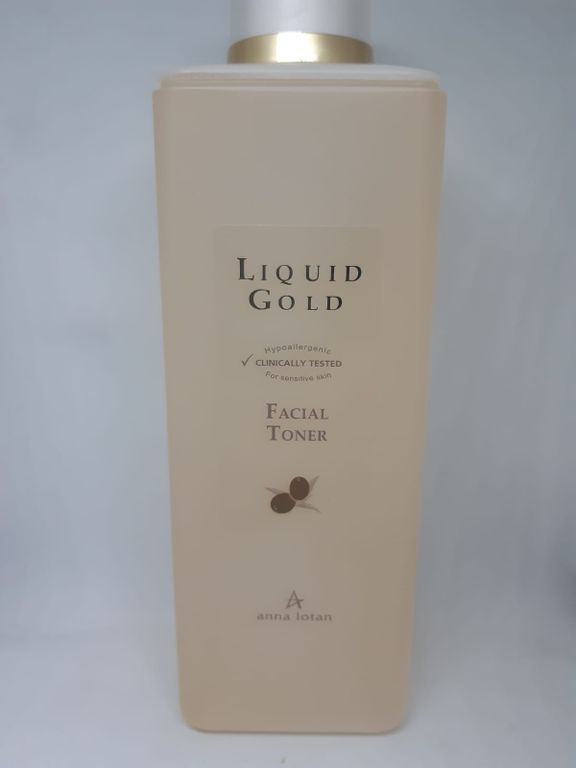 LIQUID
GOLD
Hypoallergenic
✓ CLINICALLY TESTED
For sensitive skin
FACIAL
TONER
anna lotan